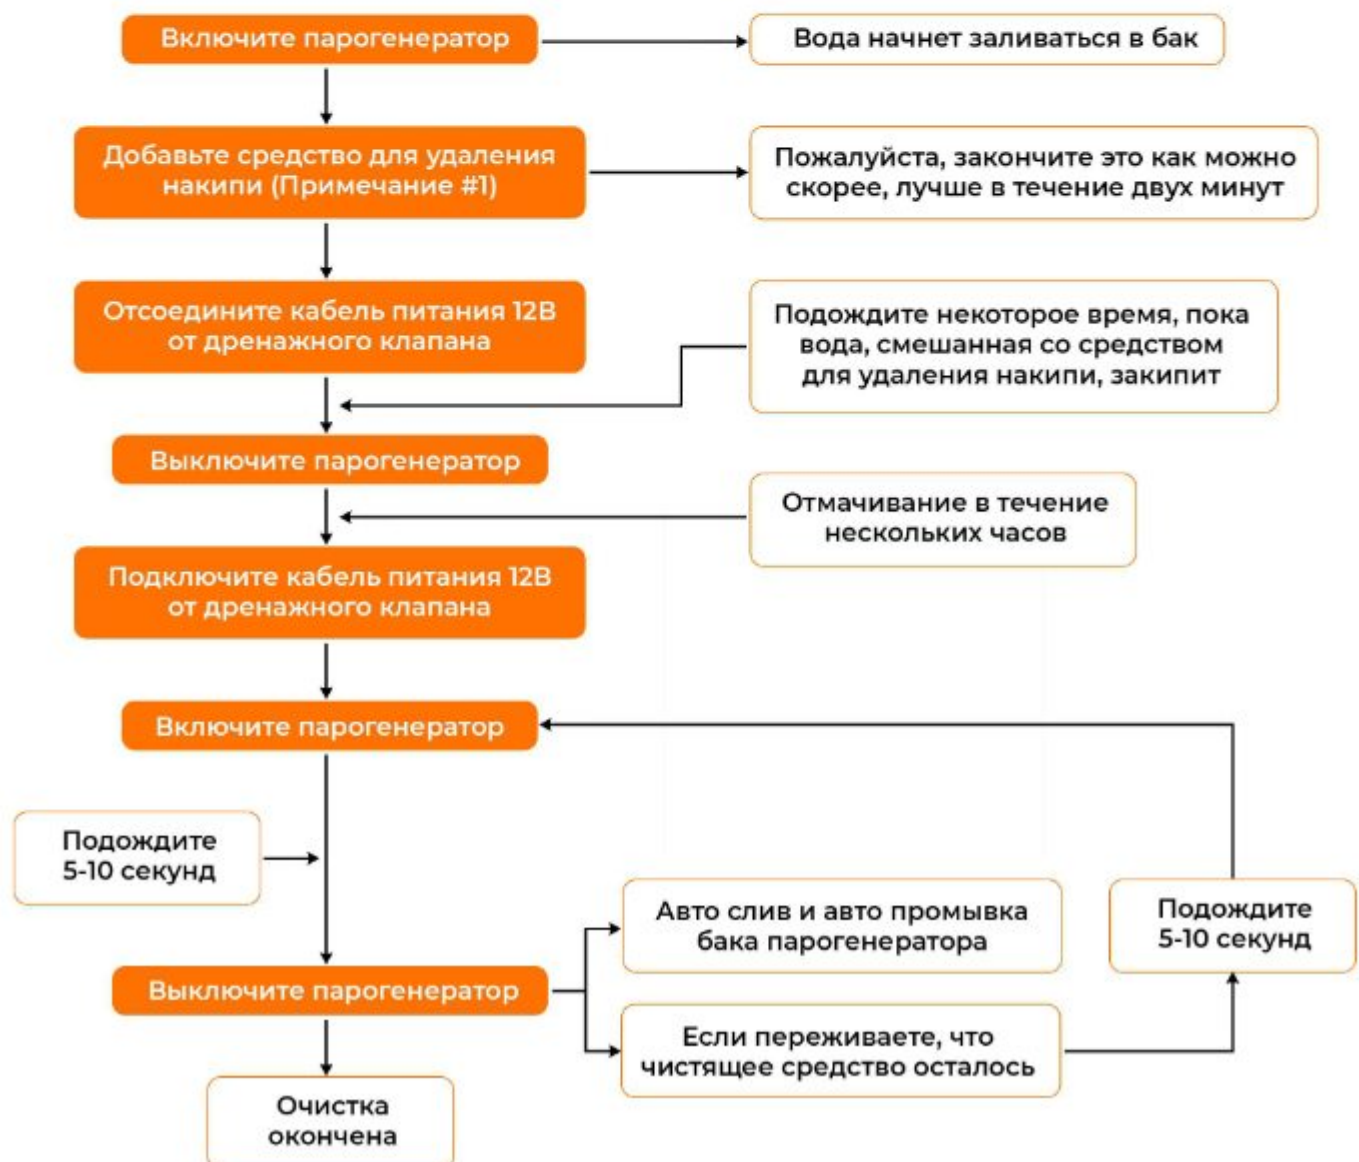 Включите парогенератор
Вода начнет заливаться в бак
Добавьте средство для удаления
накипи (Примечание #1)
Пожалуйста, закончите это как можно
скорее, лучше в течение двух минут
Отсоедините кабель питания 12В
от дренажного клапана
Подождите некоторое время, пока
вода, смешанная со средством
для удаления накипи, закипит
Выключите парогенератор
Отмачивание в течение
нескольких часов
Подключите кабель питания 12В
от дренажного клапана
Включите парогенератор
Подождите
5-10 секунд
Авто слив и авто промывка
бака парогенератора
Подождите
5-10 секунд
Выключите парогенератор
Если переживаете, что
чистящее средство осталось
Очистка
окончена